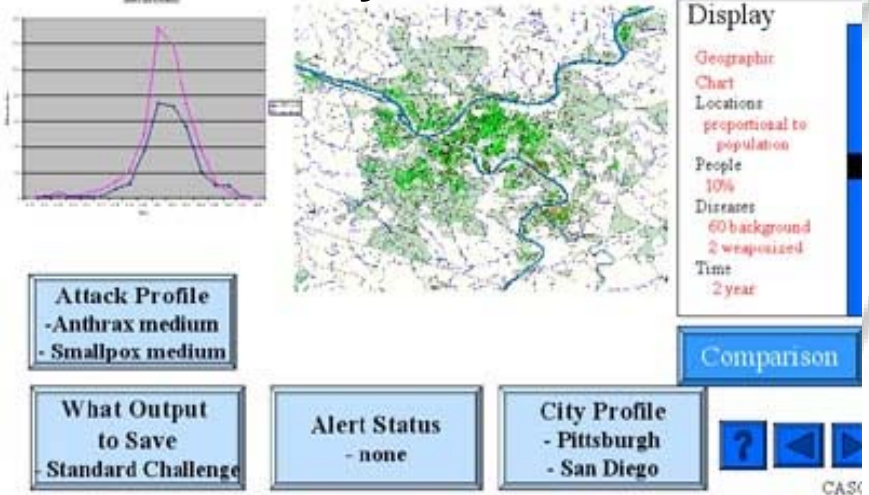 Display
Geographic
Chart
Locations
proportional to
population
People
10%
Diseases
60 background
2 weaponized
Time
2 year
Attack Profile
-Anthrax medium
- Smallpox medium
Comparison
What Output
to Save
- Standard Challenge
Alert Status
- none
City Profile
- Pittsburgh
- San Diego
?